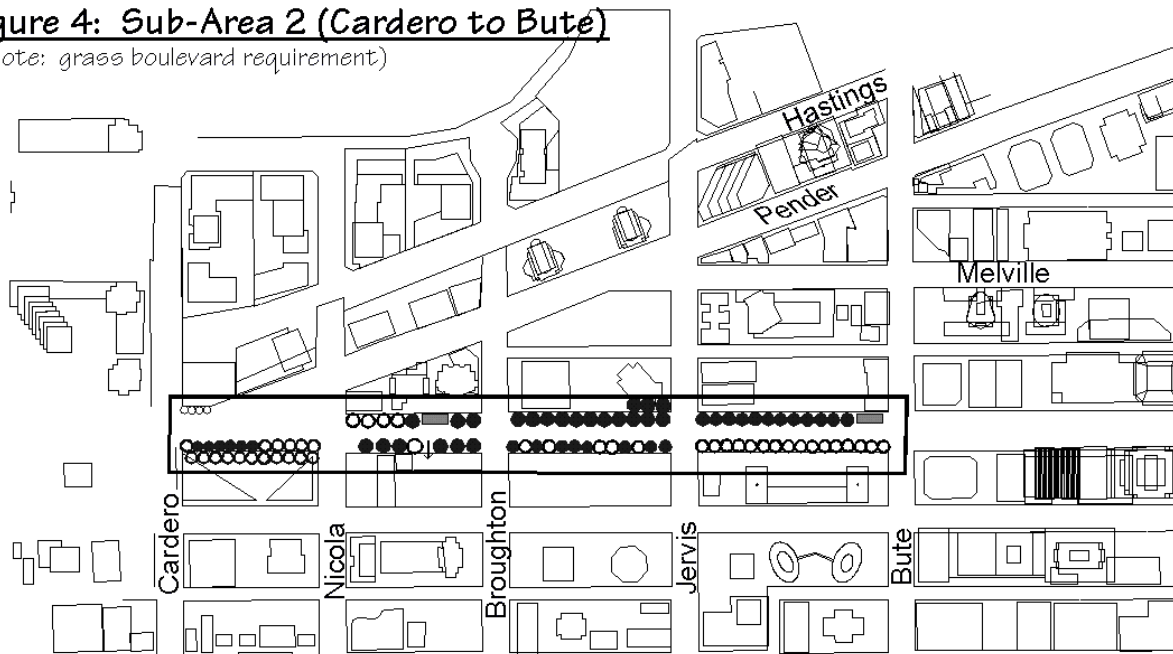 gure 4: Sub-Area 2 (Cardero to Bute)
ote: grass boulevard requirement)
Hastings
Pender
Melville
Cardero
Nicola
Broughton
Jervis
Bute